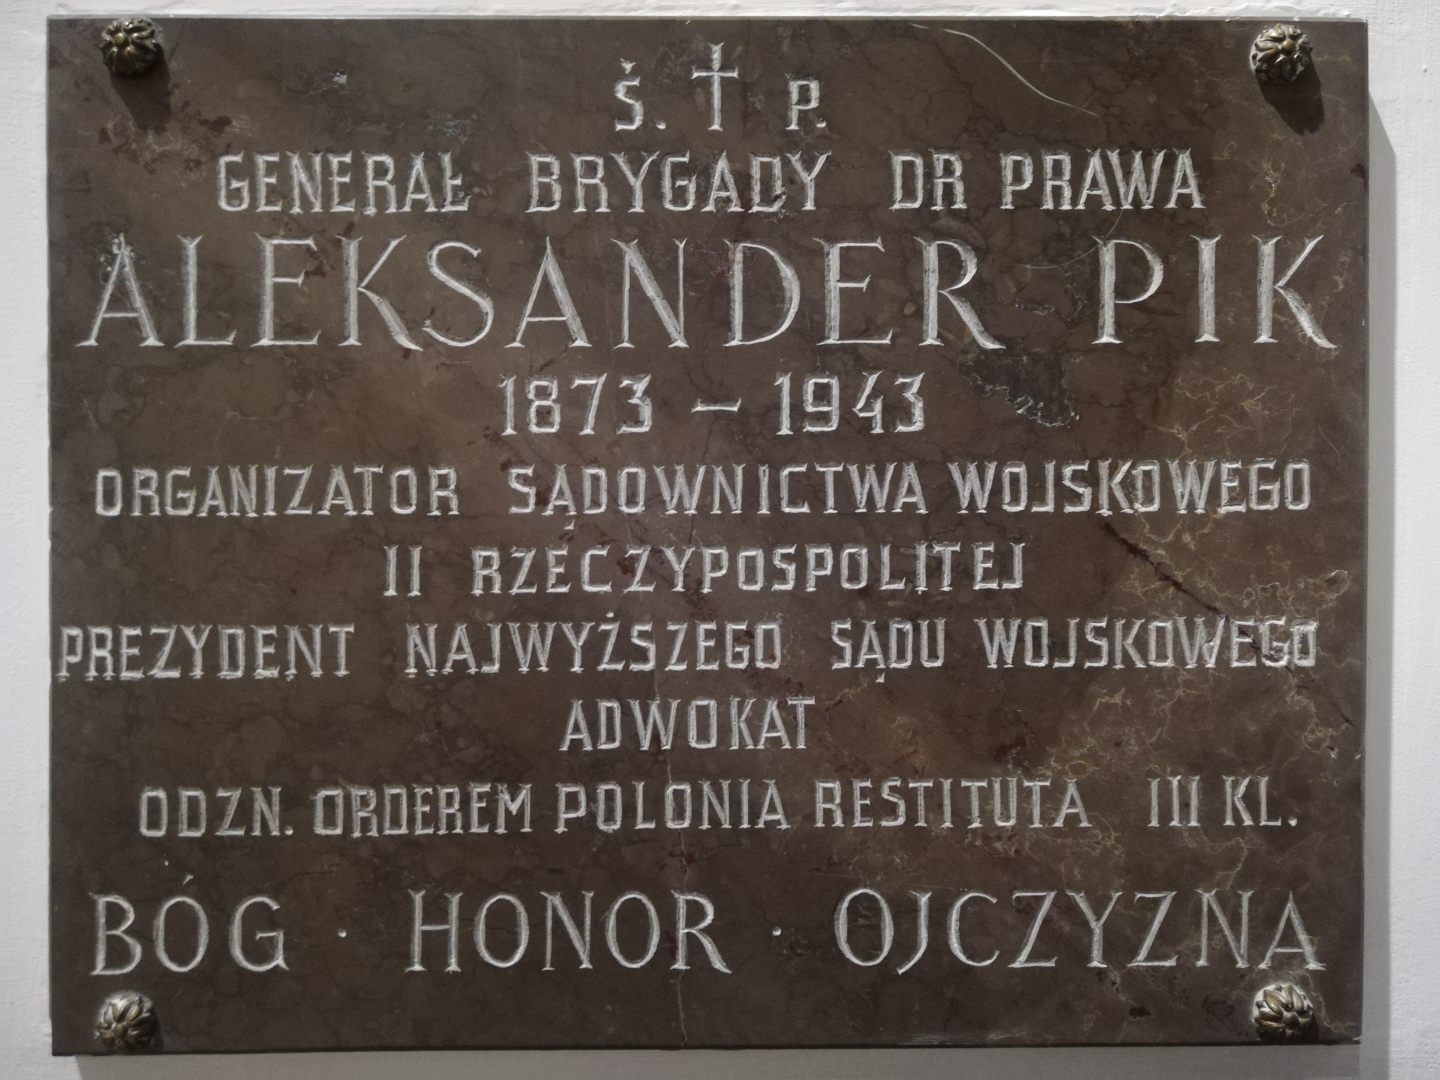 Ś. † P.
GENERAŁ BRYGADY DR PRAWA
ALEKSANDER PIK
1873 – 1943
ORGANIZATOR SĄDOWNICTWA WOJSKOWEGO
II RZECZYPOSPOLITEJ
PREZYDENT NAJWYŻSZEGO SĄDU WOJSKOWEGO
ADWOKAT
ODZN. ORDEREM POLONIA RESTITUTA III KL.
BÓG · HONOR · OJCZYZNA